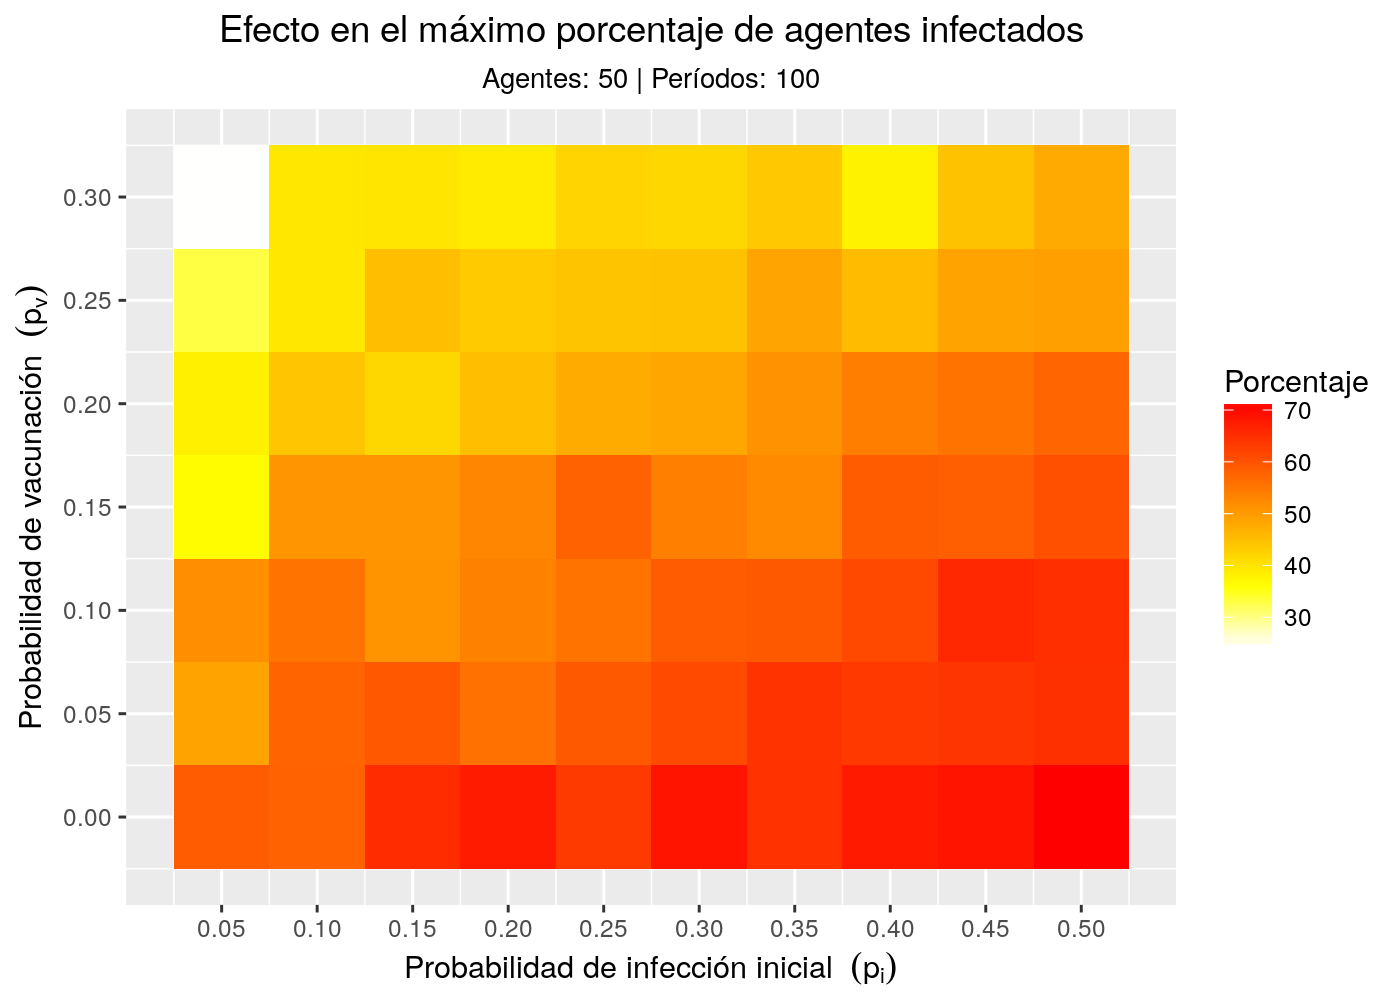 Efecto en el máximo porcentaje de agentes infectados
Agentes: 50 | Períodos: 100
Probabilidad de vacunación (pv)
0.30
0.25
0.20
0.15
0.10
0.05
0.00
0.05 0.10 0.15 0.20 0.25 0.30 0.35 0.40 0.45 0.50
Probabilidad de infección inicial (pi)
Porcentaje
70
60
50
40
30